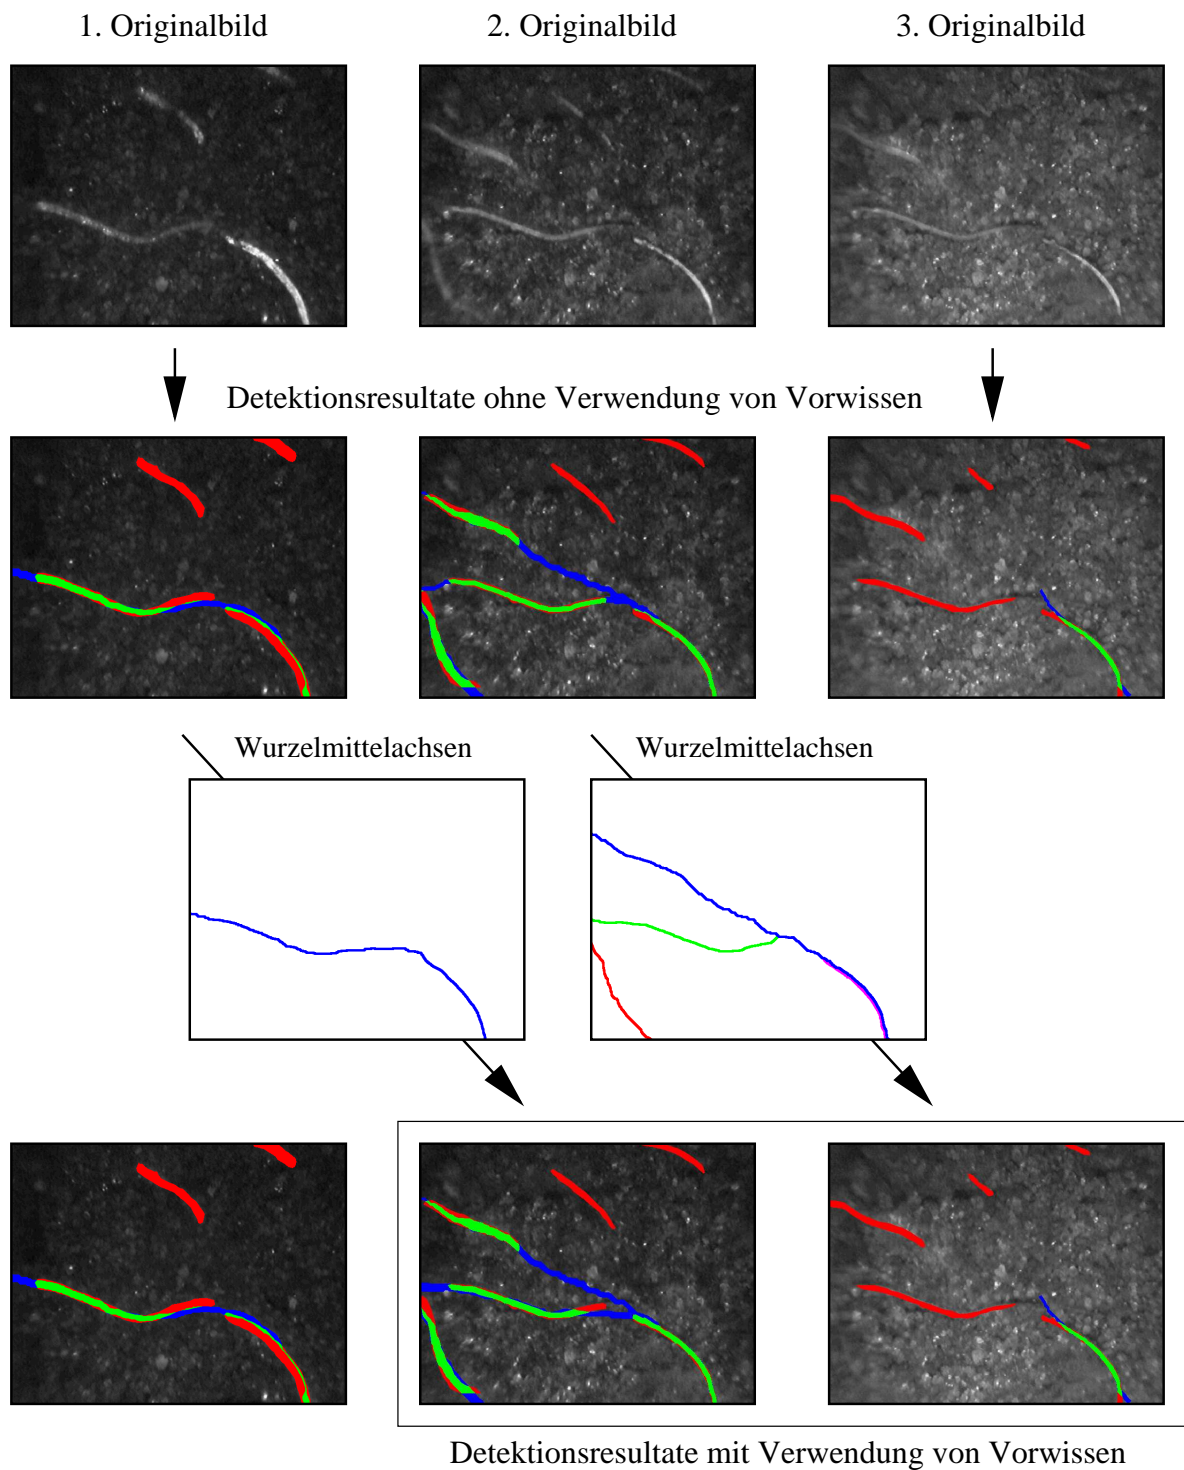 1. Originalbild
2. Originalbild
3. Originalbild
Detektionsresultate ohne Verwendung von Vorwissen
Wurzelmittelachsen
Wurzelmittelachsen
Detektionsresultate mit Verwendung von Vorwissen